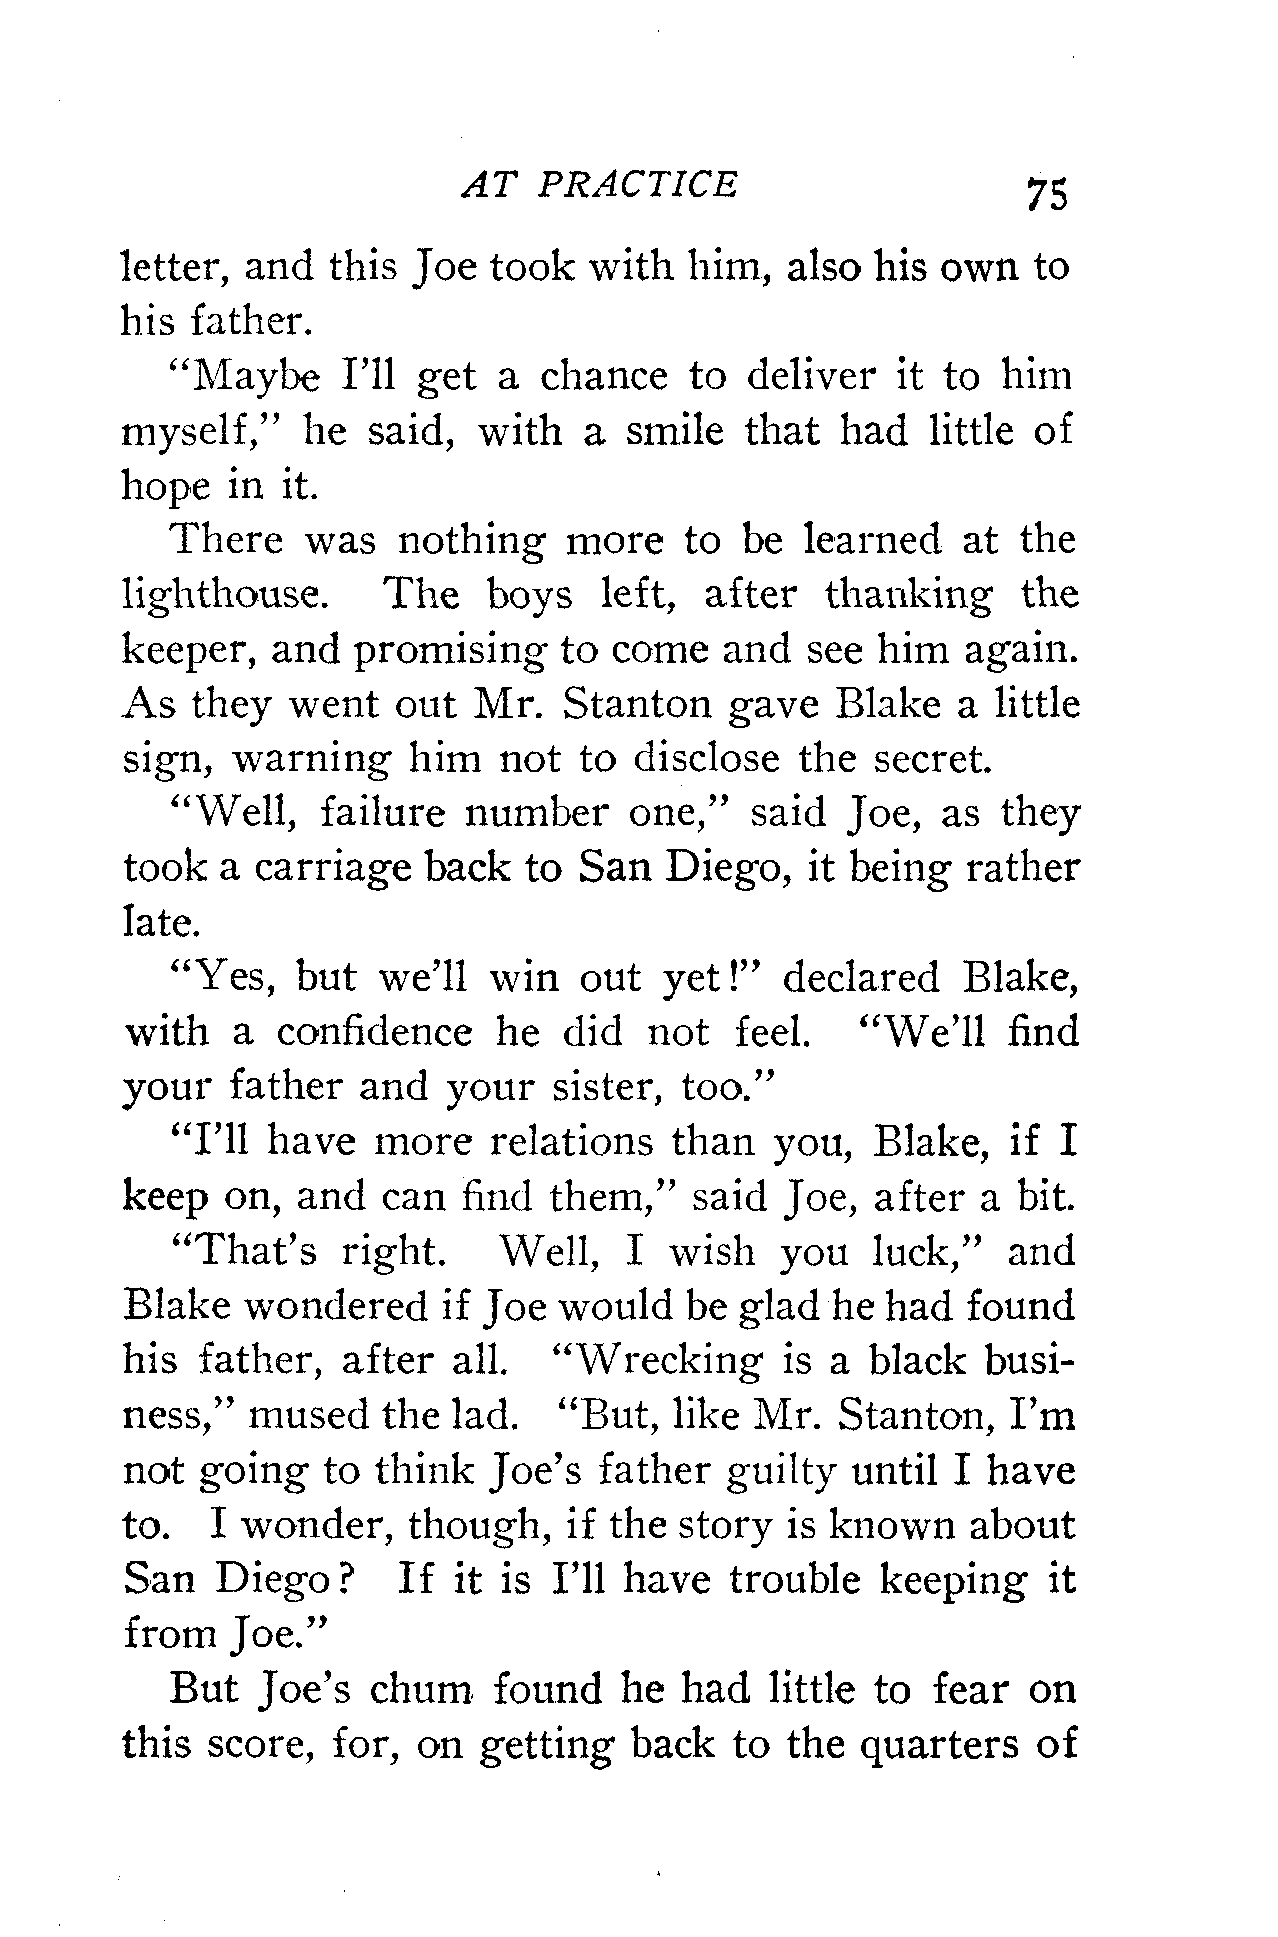 AT PRACTICE 75
letter, and this Joe took with him, also his own to
his father.
“Maybe I’ll get a chance to deliver it to him
myself,” he said, with a smile that had little of
hope in it.
There was nothing more to be learned at the
lighthouse. The boys left, after thanking the
keeper, and promising to come and see him again.
As they went out Mr. Stanton gave Blake a little
sign, warning him not to disclose the secret.
“Well, failure number one,” said Joe, as they
took a carriage back to San Diego, it being rather
late.
“Yes, but we’ll win out yet!” declared Blake,
with a confidence he did not feel. “We’ll find
your father and your sister, too.”
“I’ll have more relations than you, Blake, if I
keep on, and can find them,” said Joe, after a bit.
“That’s right. Well, I wish you luck,” and
Blake wondered if Joe would be glad he had found
his father, after all. “Wrecking is a black busi-
ness,” mused the lad. “But, like Mr. Stanton, I’m
not going to think Joe’s father guilty until I have
to. I wonder, though, if the story is known about
San Diego? If it is I’ll have trouble keeping it
from Joe.”
But Joe’s chum found he had little to fear on
this score, for, on getting back to the quarters of